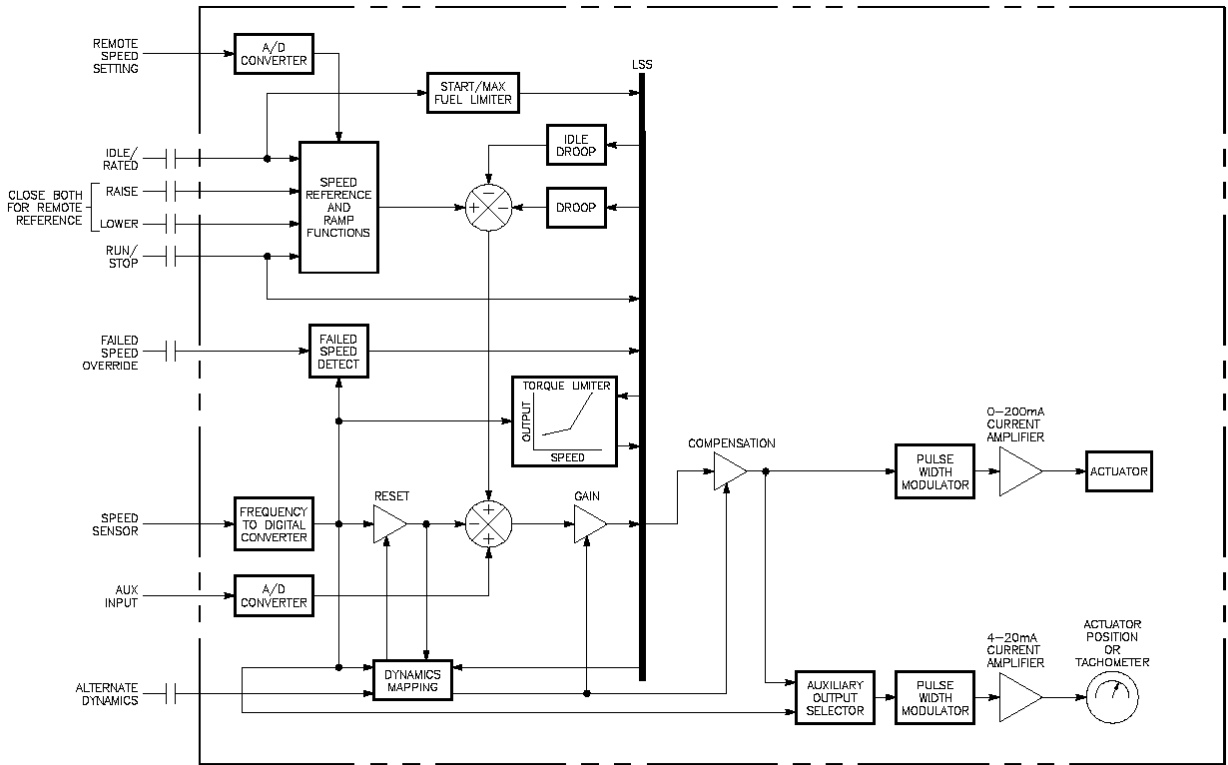 REMOTE
SPEED
SETTING
A/D
CONVERTER
LSS
START/MAX
FUEL LIMITER
IDLE/
RATED
IDLE
DROOP
CLOSE BOTH
FOR REMOTE
REFERENCE
RAISE
LOWER
SPEED
REFERENCE
AND
RAMP
FUNCTIONS
+
−
−
DROOP
RUN/
STOP
FAILED
SPEED
OVERRIDE
FAILED
SPEED
DETECT
TORQUE LIMITER
OUTPUT
SPEED
COMPENSATION
0−200mA
CURRENT
AMPLIFIER
PULSE
WIDTH
MODULATOR
ACTUATOR
SPEED
SENSOR
FREQUENCY
TO DIGITAL
CONVERTER
RESET
+
−
+
GAIN
AUX
INPUT
A/D
CONVERTER
ALTERNATE
DYNAMICS
DYNAMICS
MAPPING
AUXILIARY
OUTPUT
SELECTOR
PULSE
WIDTH
MODULATOR
4−20mA
CURRENT
AMPLIFIER
ACTUATOR
POSITION
OR
TACHOMETER